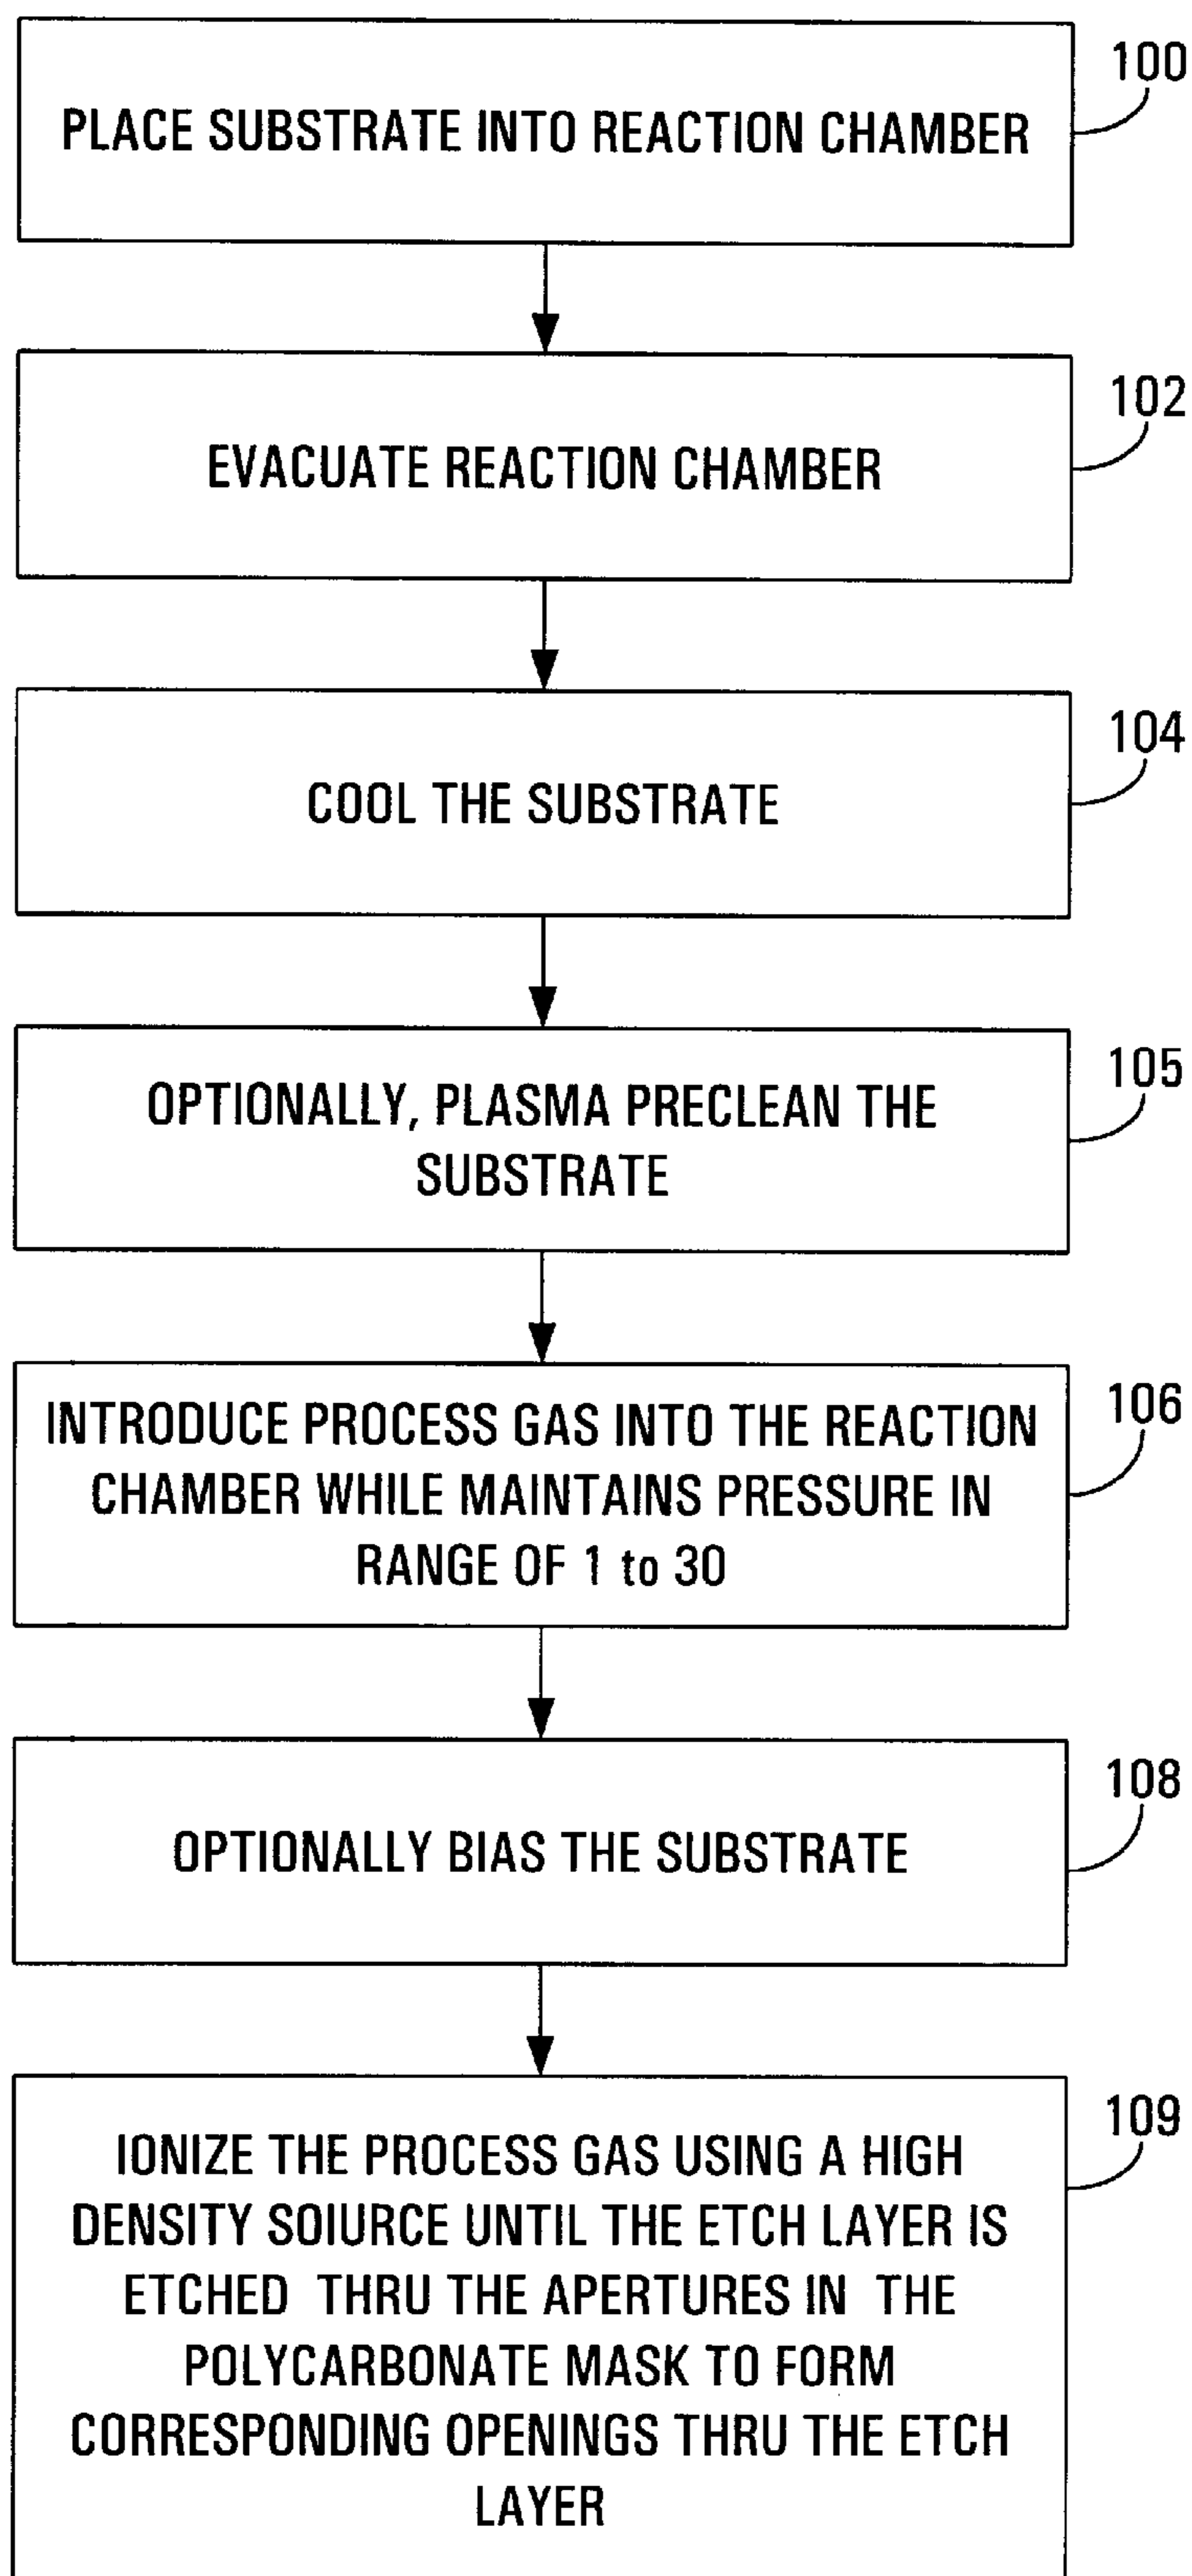 100
PLACE SUBSTRATE INTO REACTION CHAMBER
102
EVACUATE REACTION CHAMBER
104
COOL THE SUBSTRATE
105
OPTIONALLY, PLASMA PRECLEAN THE
SUBSTRATE
106
INTRODUCE PROCESS GAS INTO THE REACTION
CHAMBER WHILE MAINTAINS PRESSURE IN
RANGE OF 1 to 30
108
OPTIONALLY BIAS THE SUBSTRATE
109
IONIZE THE PROCESS GAS USING A HIGH
DENSITY SOIURCE UNTIL THE ETCH LAYER IS
ETCHED THRU THE APERTURES IN THE
POLYCARBONATE MASK TO FORM
CORRESPONDING OPENINGS THRU THE ETCH
LAYER